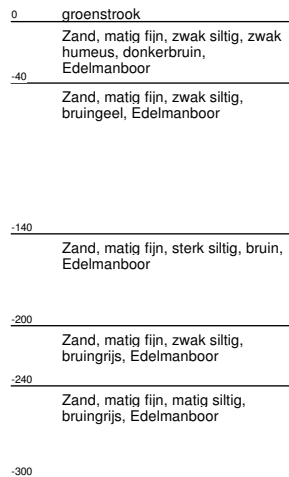 0 groenstrook
Zand, matig fijn, zwak siltig, zwak
humeus, donkerbruin,
Edelmanboor
-40
Zand, matig fijn, zwak siltig,
bruingeel, Edelmanboor
-140
Zand, matig fijn, sterk siltig, bruin,
Edelmanboor
-200
Zand, matig fijn, zwak siltig,
bruingrijs, Edelmanboor
-240
Zand, matig fijn, matig siltig,
bruingrijs, Edelmanboor
-300